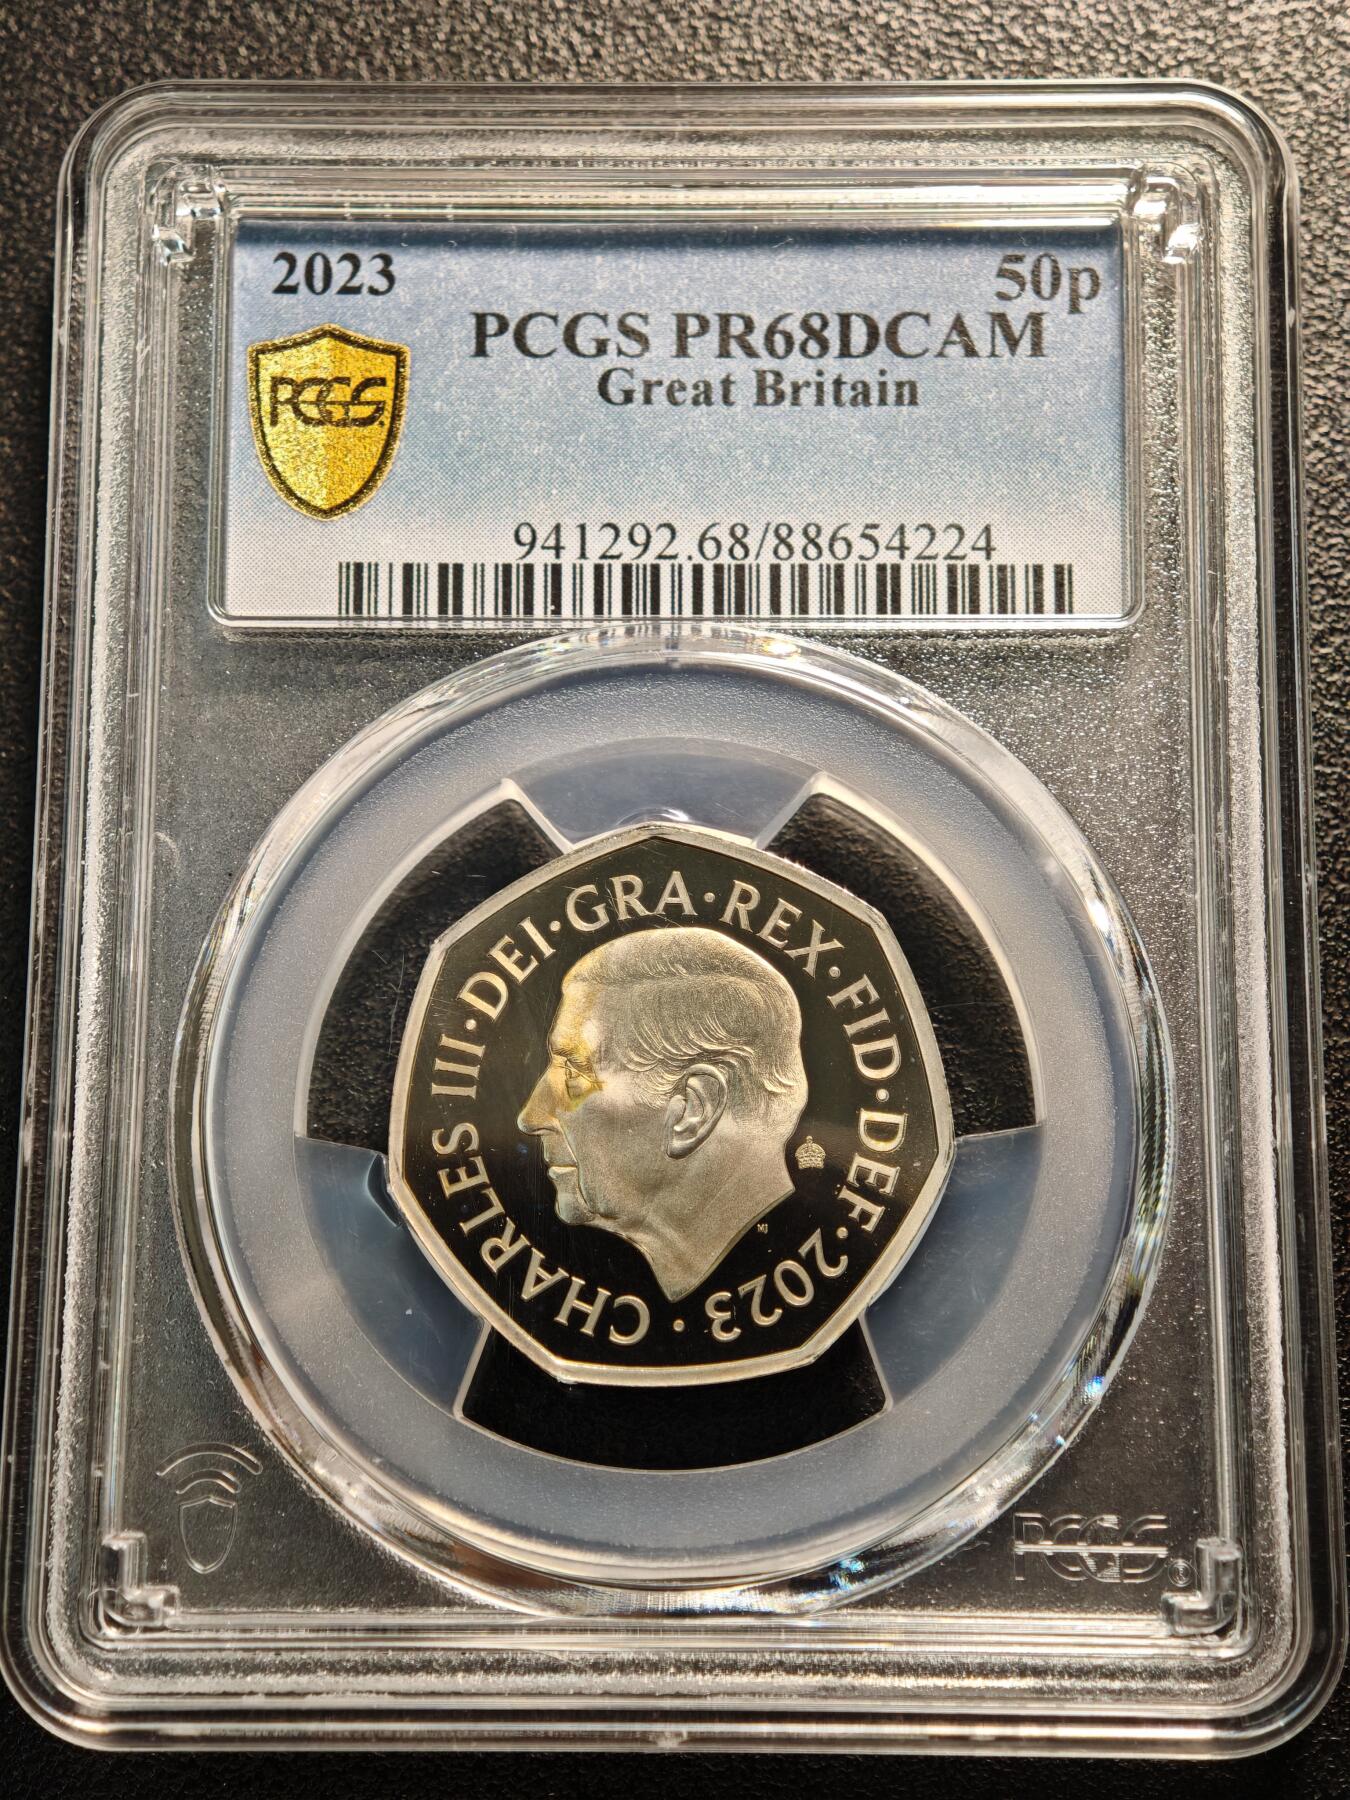 2023
50p
PCGS PR68DCAM
Great Britain
PCGS
941292.68/88654224
CHARLES III · DEI · GRA · REX · FID · DEF · 2023 ·
MJ
PCGS